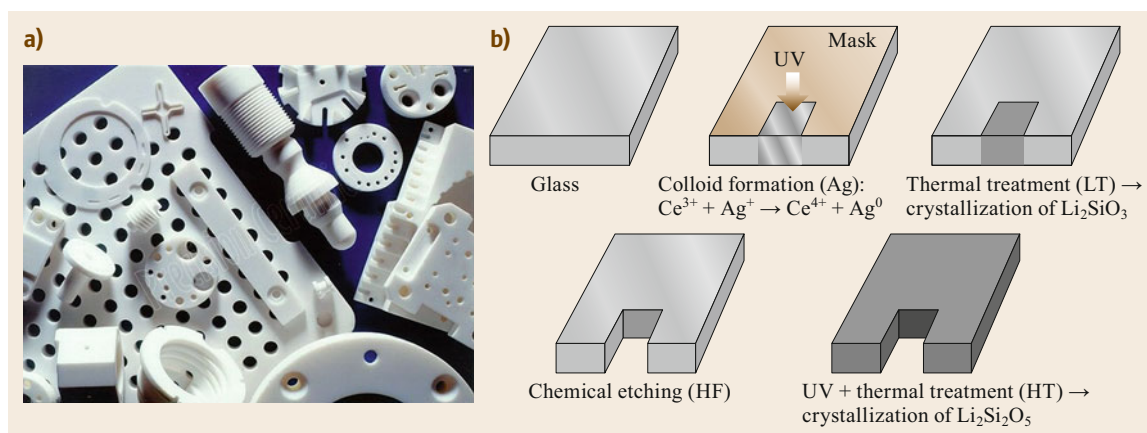 a)
b)
Mask
UV
Glass
Colloid formation (Ag):
Ce³⁺ + Ag⁺ → Ce⁴⁺ + Ag⁰
Thermal treatment (LT) →
crystallization of Li₂SiO₃
Chemical etching (HF)
UV + thermal treatment (HT) →
crystallization of Li₂Si₂O₅